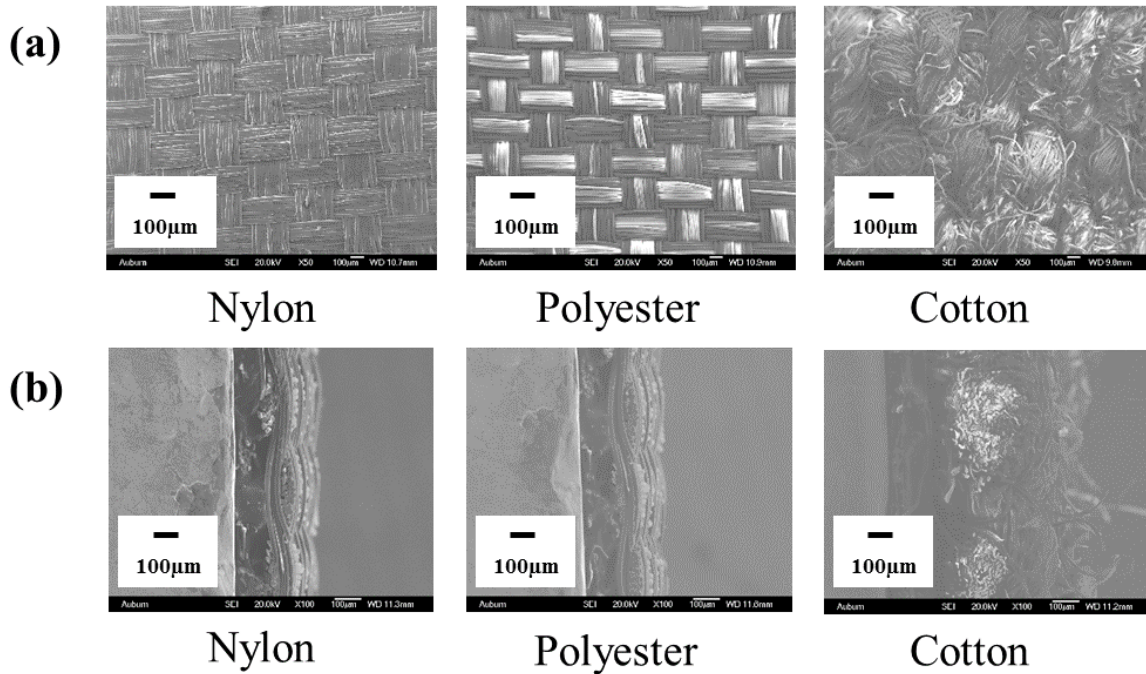 (a)
100μm 100μm 100μm
Auburn SEI 20.0kV X50 100μm WD 10.7mm
Auburn SEI 20.0kV X50 100μm WD 10.9mm
Auburn SEI 20.0kV X50 100μm WD 9.8mm
Nylon Polyester Cotton
(b)
100μm 100μm 100μm
Auburn SEI 20.0kV X100 100μm WD 11.3mm
Auburn SEI 20.0kV X100 100μm WD
Auburn SEI 20.0kV X100 100μm WD 11.2mm
Nylon Polyester Cotton